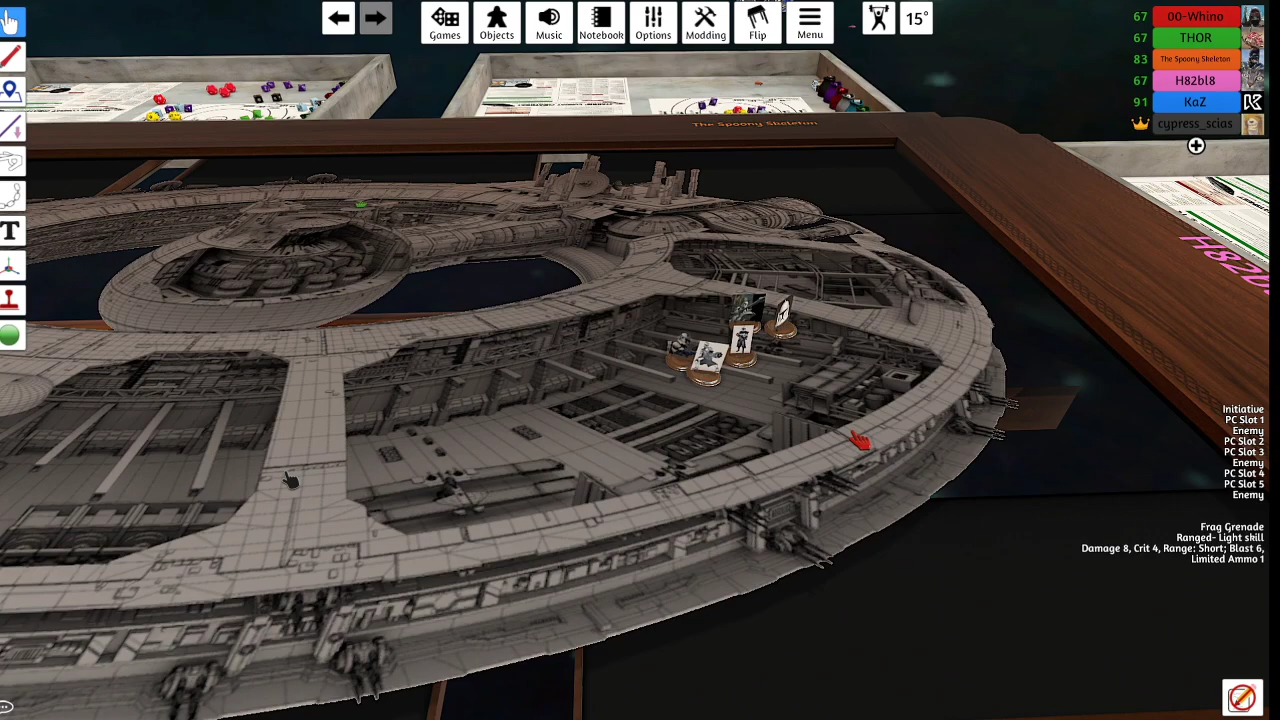 Games
Objects
Music
Notebook
Options
Modding
Flip
Menu
15°
67 00-Whino
67 THOR
83 The Spoony Skeleton
67 H82bl8
91 KaZ
cypress_scias
The Spoony Skeleton
T
Initiative
PC Slot 1
Enemy
PC Slot 2
PC Slot 3
Enemy
PC Slot 4
PC Slot 5
Enemy
Frag Grenade
Ranged- Light skill
Damage 8, Crit 4, Range: Short; Blast 6,
Limited Ammo 1